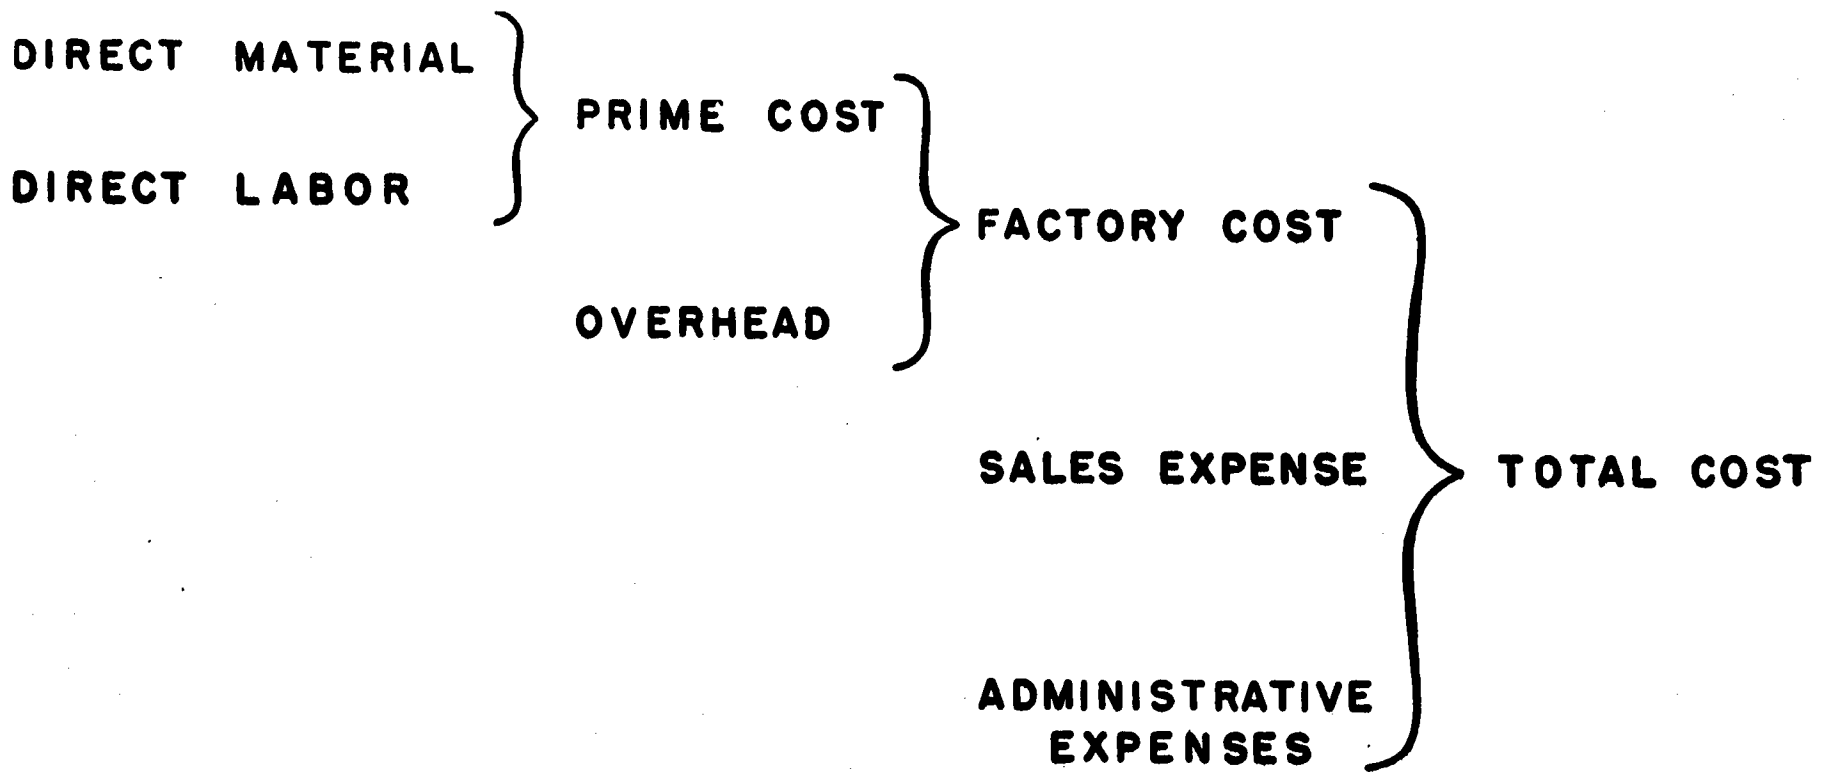 DIRECT MATERIAL
DIRECT LABOR
PRIME COST
OVERHEAD
FACTORY COST
SALES EXPENSE
ADMINISTRATIVE
EXPENSES
TOTAL COST